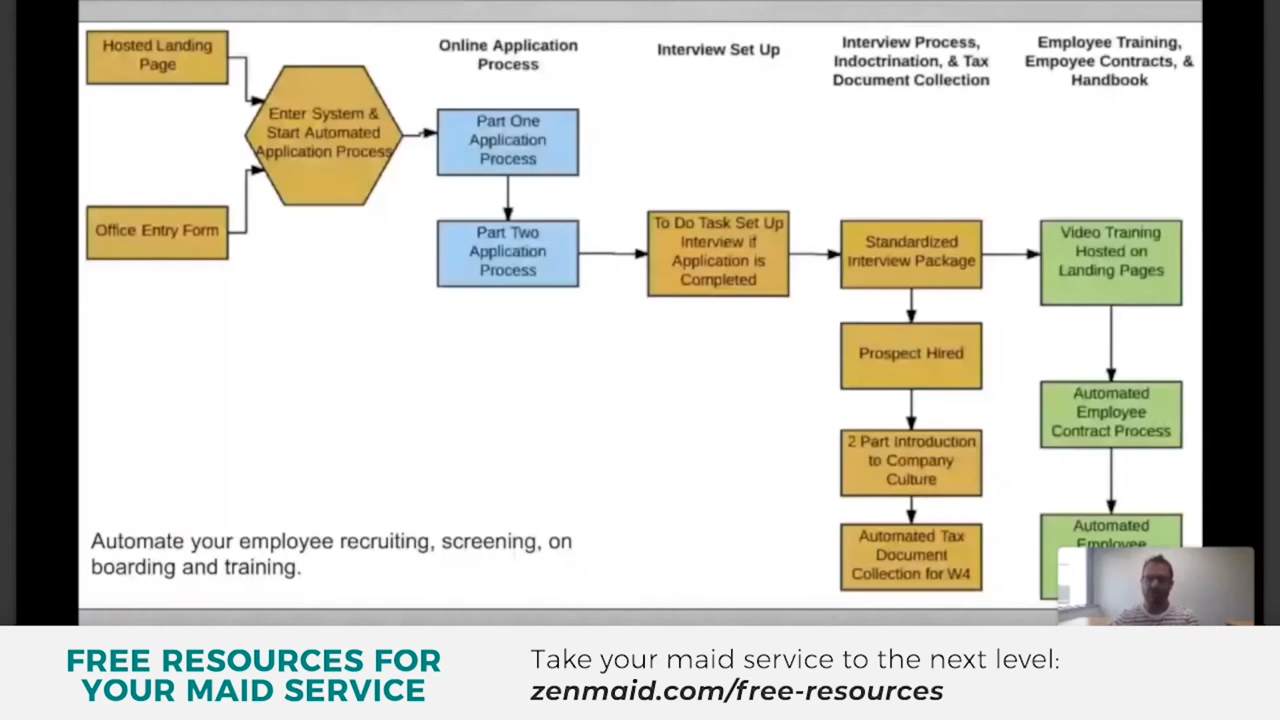 Hosted Landing
Page
Enter System &
Start Automated
Application Process
Office Entry Form
Online Application
Process
Part One
Application
Process
Part Two
Application
Process
Interview Set Up
To Do Task Set Up
Interview if
Application is
Completed
Interview Process,
Indoctrination, & Tax
Document Collection
Standardized
Interview Package
Prospect Hired
2 Part Introduction
to Company
Culture
Automated Tax
Document
Collection for W4
Employee Training,
Empoyee Contracts, &
Handbook
Video Training
Hosted on
Landing Pages
Automated
Employee
Contract Process
Automated
Employee
Automate your employee recruiting, screening, on
boarding and training.
FREE RESOURCES FOR
YOUR MAID SERVICE
Take your maid service to the next level:
zenmaid.com/free-resources